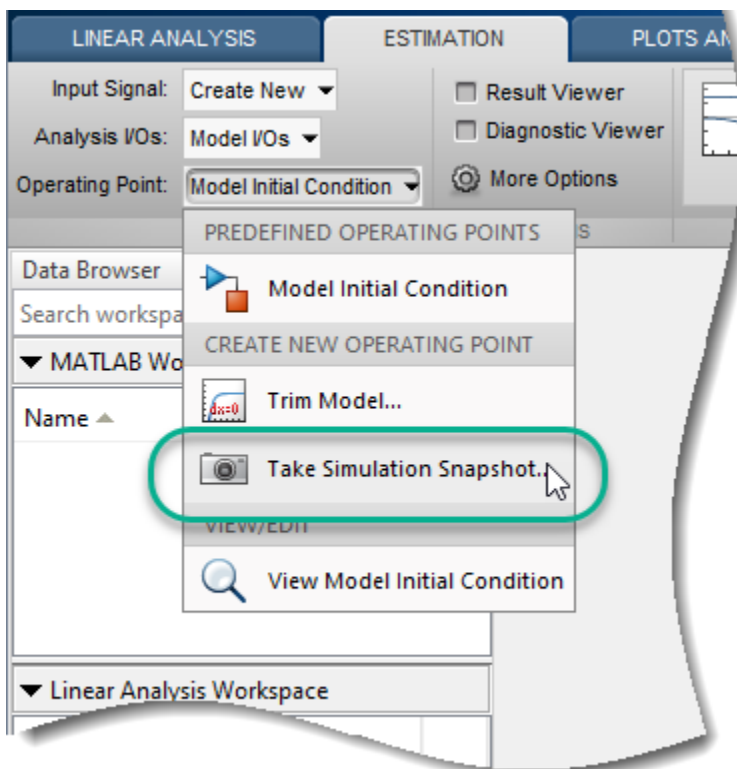 LINEAR ANALYSIS
ESTIMATION
PLOTS AN
Input Signal: Create New
Result Viewer
Analysis I/Os: Model I/Os
Diagnostic Viewer
Operating Point: Model Initial Condition
More Options
PREDEFINED OPERATING POINTS
S
Data Browser
Model Initial Condition
Search workspa
CREATE NEW OPERATING POINT
MATLAB Wo
dx=0
Trim Model...
Name
Take Simulation Snapshot..
VIEW/EDIT
View Model Initial Condition
Linear Analysis Workspace